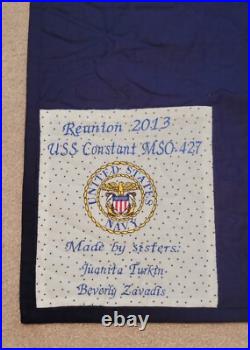 Reunion 2013
USS Constant MSO-427
UNITED STATES
NAVY
Made by sisters:
Juanita Turkin
Beverly Zavadis